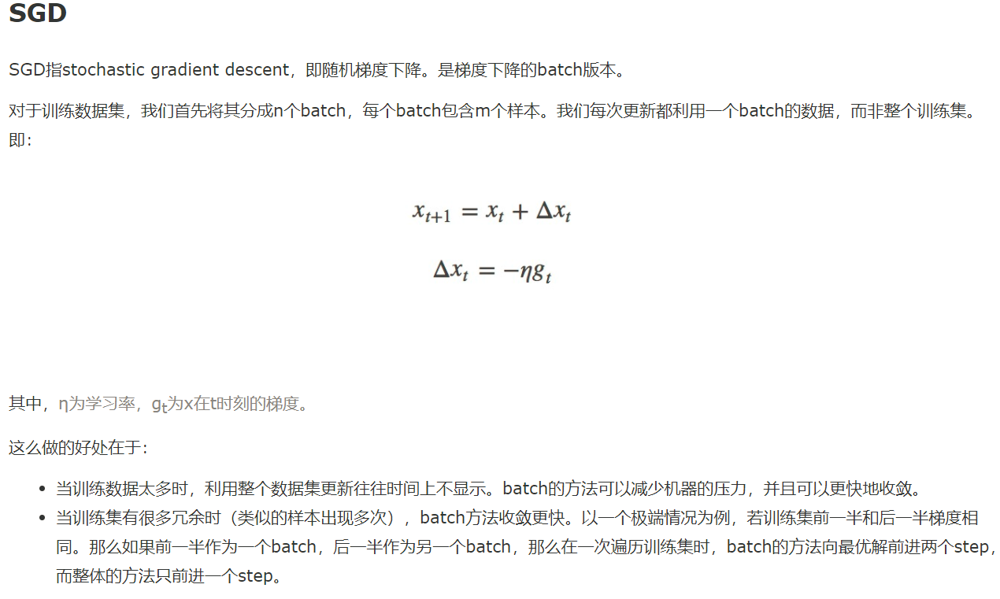 SGD
SGD指stochastic gradient descent，即随机梯度下降。是梯度下降的batch版本。
对于训练数据集，我们首先将其分成n个batch，每个batch包含m个样本。我们每次更新都利用一个batch的数据，而非整个训练集。
即：
x_{t+1} = x_t + Δx_t
Δx_t = −ηg_t
其中，η为学习率，g_t为x在t时刻的梯度。
这么做的好处在于：
• 当训练数据太多时，利用整个数据集更新往往时间上不显示。batch的方法可以减少机器的压力，并且可以更快地收敛。
• 当训练集有很多冗余时（类似的样本出现多次），batch方法收敛更快。以一个极端情况为例，若训练集前一半和后一半梯度相
同。那么如果前一半作为一个batch，后一半作为另一个batch，那么在一次遍历训练集时，batch的方法向最优解前进两个step，
而整体的方法只前进一个step。